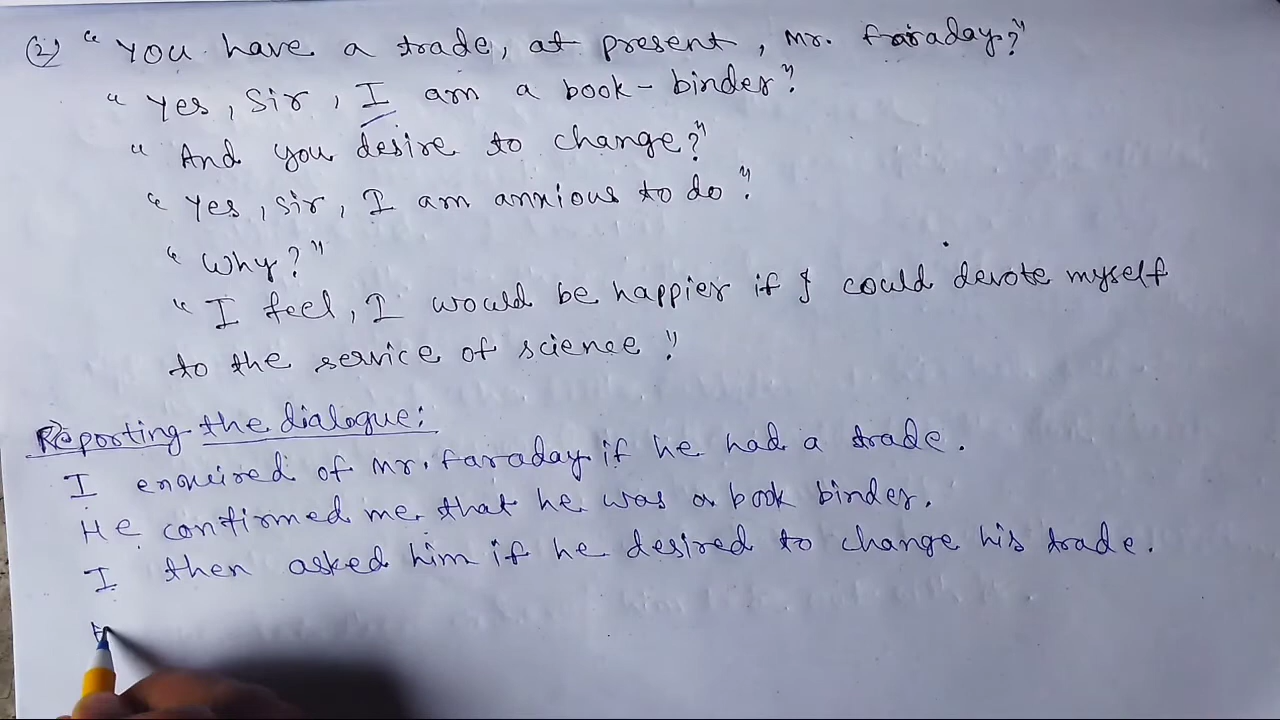 (2) "You have a trade, at present, Mr. Faraday?"
"Yes, Sir, I am a book-binder".
"And you desire to change?"
"Yes, Sir, I am anxious to do".
"Why?"
"I feel, I would be happier if I could devote myself
to the service of science".
Reporting the dialogue:
I enquired of Mr. Faraday if he had a trade.
He confirmed me that he was a book binder.
I then asked him if he desired to change his trade.